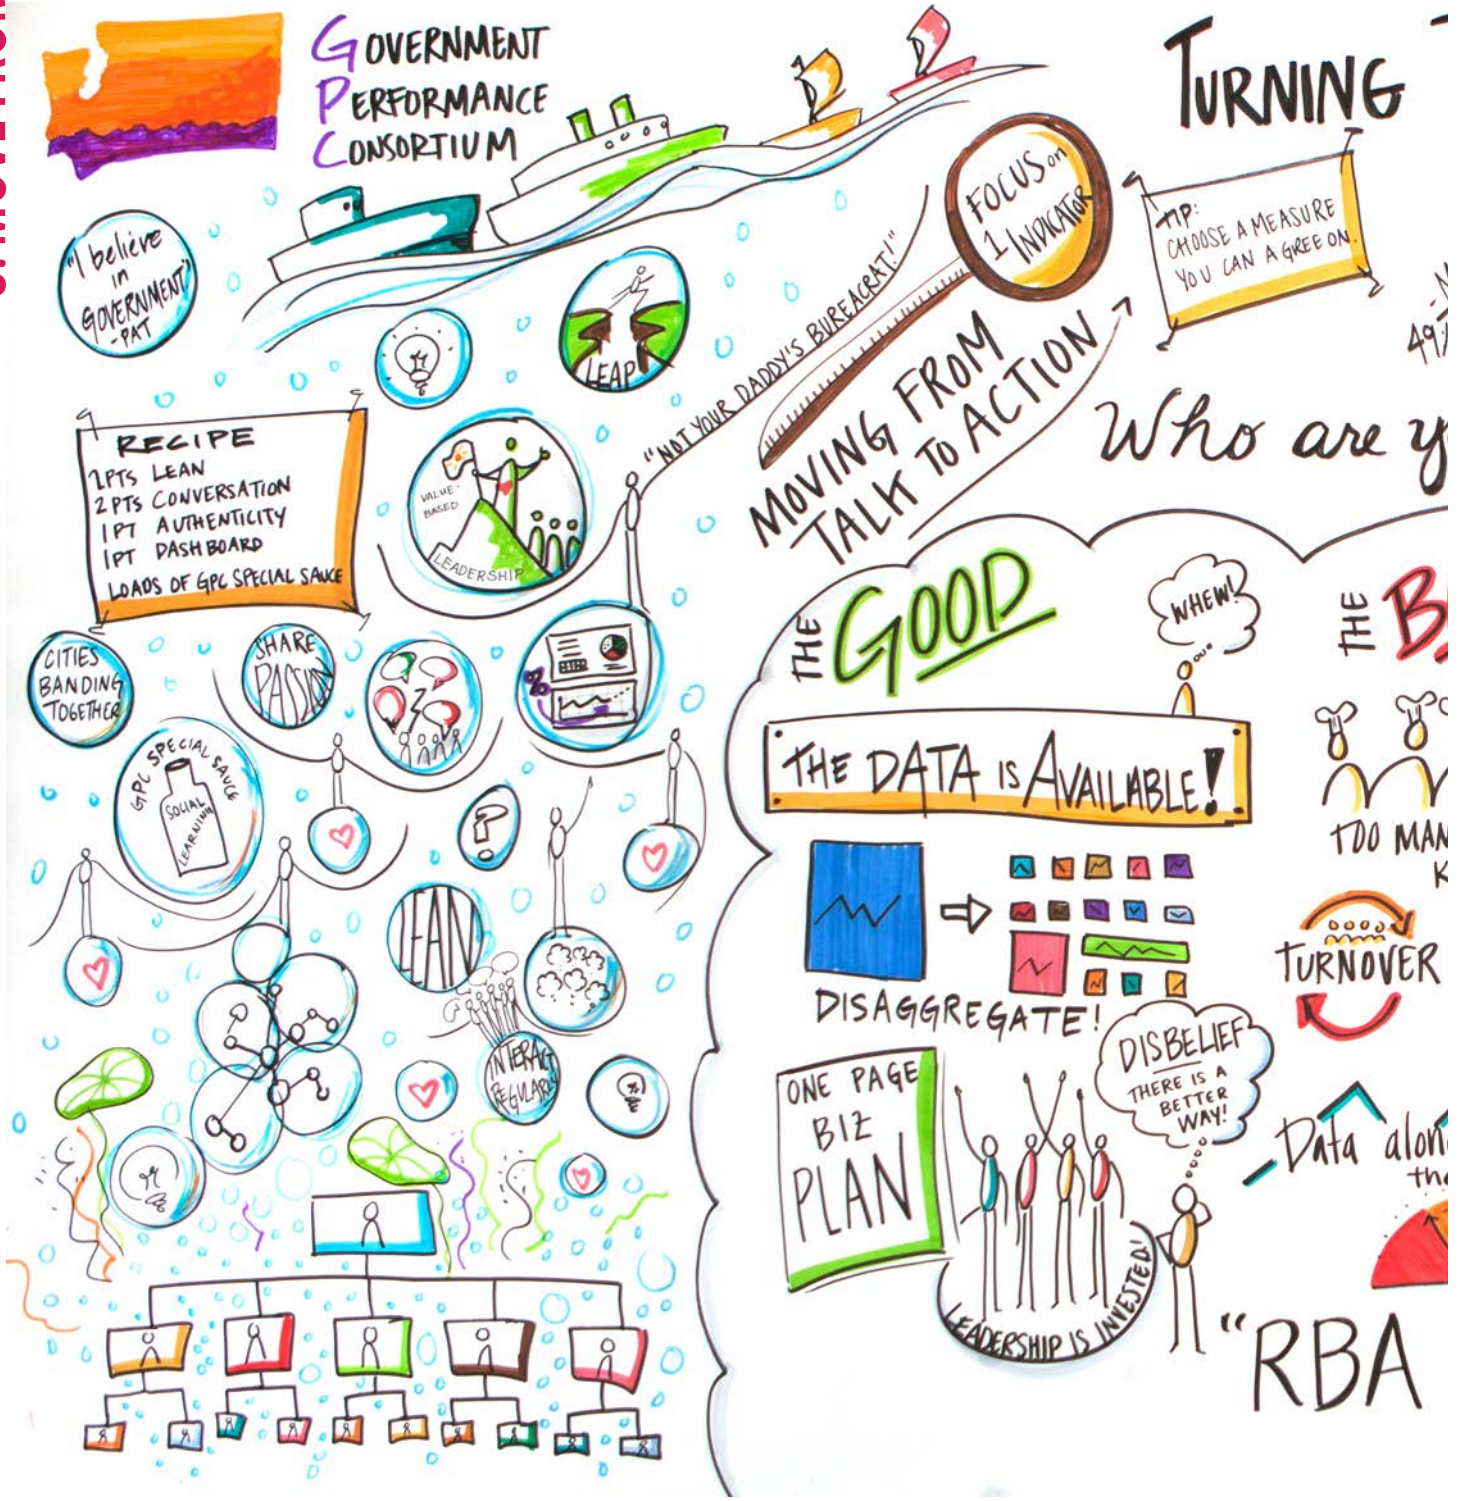 GOVERNMENT
PERFORMANCE
CONSORTIUM
"I believe
in
GOVERNMENT"
-PAT
LEAP
RECIPE
2PTS LEAN
2PTS CONVERSATION
1PT AUTHENTICITY
1PT DASHBOARD
LOADS OF GPC SPECIAL SAUCE
VALUE-
BASED
LEADERSHIP
"NOT YOUR DADDY'S BUREACRAT!"
FOCUS on
1 INDICATOR
MOVING FROM
TALK TO ACTION
CITIES
BANDING
TOGETHER
SHARE
PASSION
%
GPC SPECIAL SAUCE
SOCIAL
LEARNING
?
LEAN
INTERACT
REGULARLY
TURNING
TIP:
CHOOSE A MEASURE
YOU CAN AGREE ON.
49%
Who are y
THE GOOD
WHEW!
THE DATA IS AVAILABLE!
DISAGGREGATE!
ONE PAGE
BIZ
PLAN
DISBELIEF
THERE IS A
BETTER
WAY!
LEADERSHIP IS INVESTED!
THE B
TOO MAN
K
TURNOVER
Data alon
the
"RBA